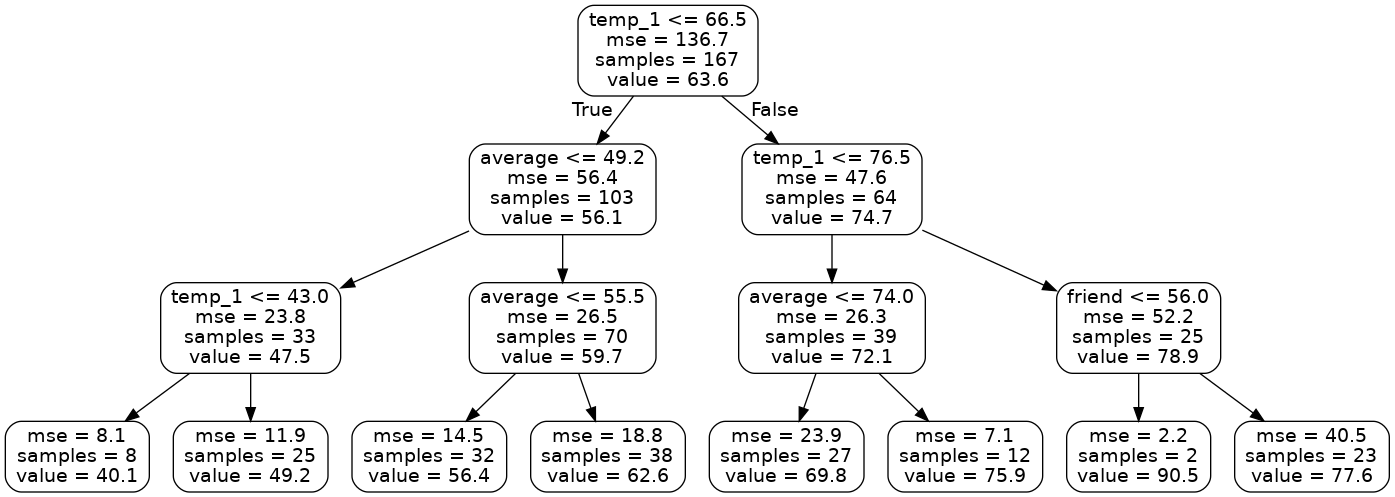 temp_1 <= 66.5
mse = 136.7
samples = 167
value = 63.6
True
False
average <= 49.2
mse = 56.4
samples = 103
value = 56.1
temp_1 <= 76.5
mse = 47.6
samples = 64
value = 74.7
temp_1 <= 43.0
mse = 23.8
samples = 33
value = 47.5
average <= 55.5
mse = 26.5
samples = 70
value = 59.7
average <= 74.0
mse = 26.3
samples = 39
value = 72.1
friend <= 56.0
mse = 52.2
samples = 25
value = 78.9
mse = 8.1
samples = 8
value = 40.1
mse = 11.9
samples = 25
value = 49.2
mse = 14.5
samples = 32
value = 56.4
mse = 18.8
samples = 38
value = 62.6
mse = 23.9
samples = 27
value = 69.8
mse = 7.1
samples = 12
value = 75.9
mse = 2.2
samples = 2
value = 90.5
mse = 40.5
samples = 23
value = 77.6